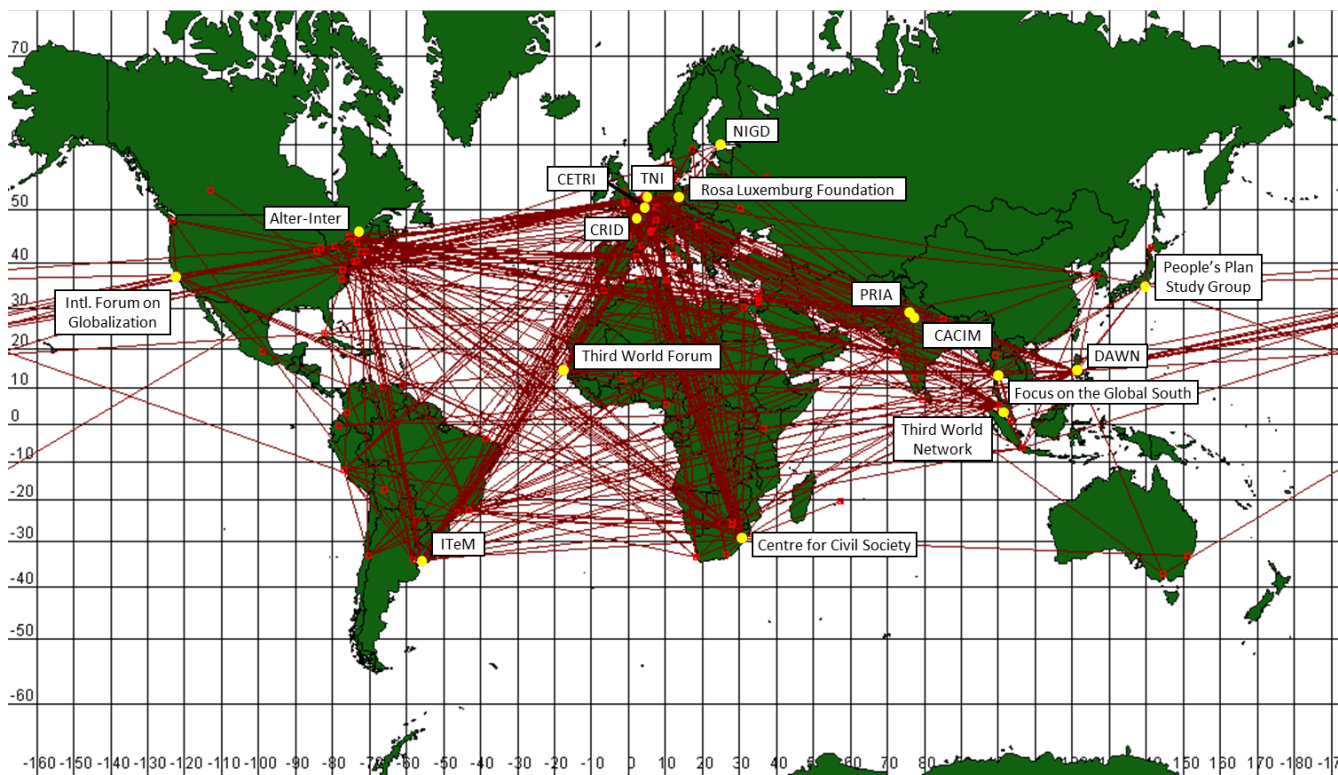 70
60
NIGD
CETRI
TNI
Rosa Luxemburg Foundation
50
Alter-Inter
CRID
40
People's Plan
Study Group
Intl. Forum on
Globalization
PRIA
30
CACIM
20
Third World Forum
DAWN
10
Focus on the Global South
0
Third World
Network
-10
-20
-30
ITeM
Centre for Civil Society
-40
-50
-60
-160 -150 -140 -130 -120 -110 -100 -90 -80 -70 -60 -50 -40 -30 -20 -10 0 10 20 30 40 50 60 70 80 90 100 110 120 130 140 150 160